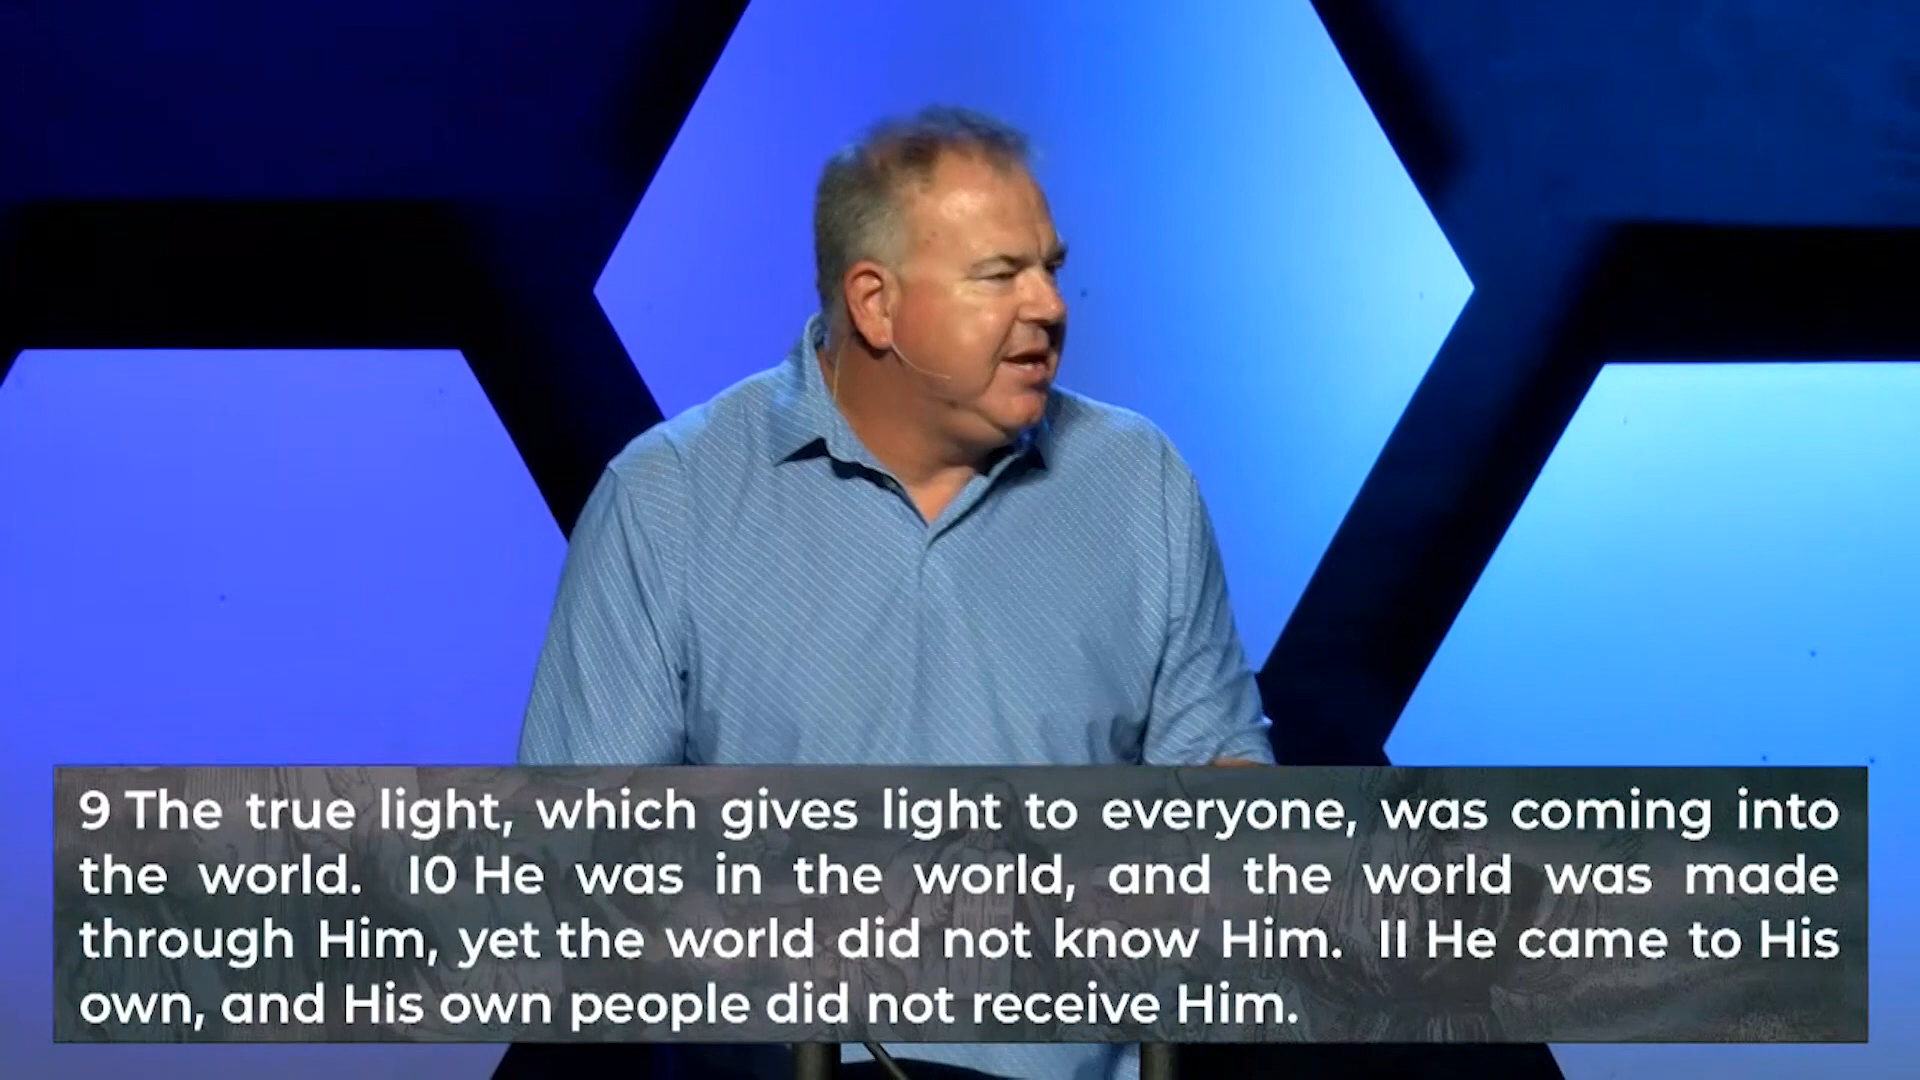 9 The true light, which gives light to everyone, was coming into
the world. 10 He was in the world, and the world was made
through Him, yet the world did not know Him. 11 He came to His
own, and His own people did not receive Him.